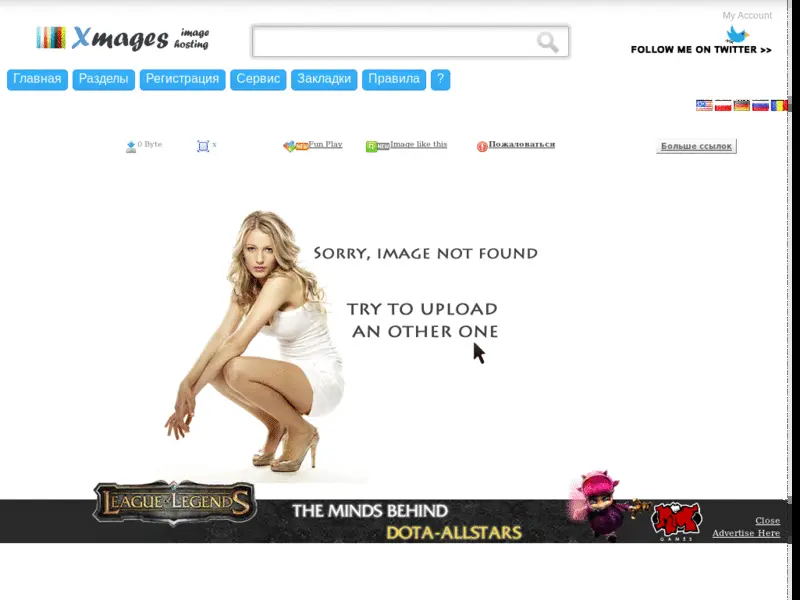 My Account
Xmages image hosting
FOLLOW ME ON TWITTER >>
Главная Разделы Регистрация Сервис Закладки Правила ?
0 Byte x NEW Fun Play NEW Image like this Пожаловаться Больше ссылок
Sorry, image not found
try to upload
an other one
League of Legends
THE MINDS BEHIND
DOTA-ALLSTARS
GAMES
Close
Advertise Here